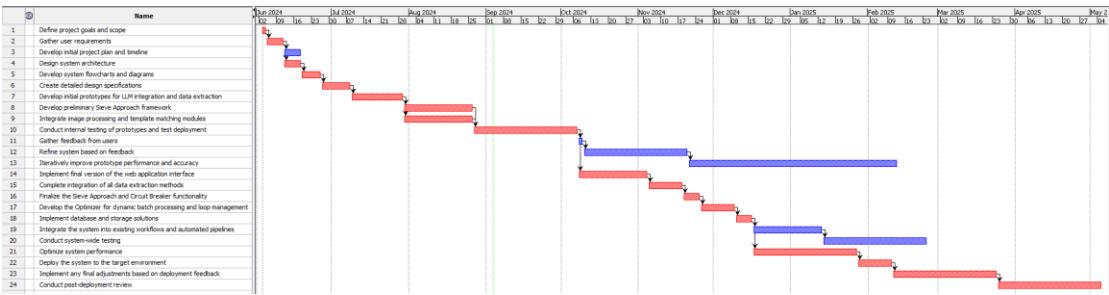 Name
Jun 2024 Jul 2024 Aug 2024 Sep 2024 Oct 2024 Nov 2024 Dec 2024 Jan 2025 Feb 2025 Mar 2025 Apr 2025 May 2
02 09 16 23 30 07 14 21 28 04 11 18 25 01 08 15 22 29 06 13 20 27 03 10 17 24 01 08 15 22 29 05 12 19 26 02 09 16 23 02 09 16 23 30 06 13 20 27 04
1 Define project goals and scope
2 Gather user requirements
3 Develop initial project plan and timeline
4 Design system architecture
5 Develop system flowcharts and diagrams
6 Create detailed design specifications
7 Develop initial prototypes for LLM integration and data extraction
8 Develop preliminary Sieve Approach framework
9 Integrate image processing and template matching modules
10 Conduct internal testing of prototypes and test deployment
11 Gather feedback from users
12 Refine system based on feedback
13 Iteratively improve prototype performance and accuracy
14 Implement final version of the web application interface
15 Complete integration of all data extraction methods
16 Finalize the Sieve Approach and Circuit Breaker functionality
17 Develop the Optimizer for dynamic batch processing and loop management
18 Implement database and storage solutions
19 Integrate the system into existing workflows and automated pipelines
20 Conduct system-wide testing
21 Optimize system performance
22 Deploy the system to the target environment
23 Implement any final adjustments based on deployment feedback
24 Conduct post-deployment review